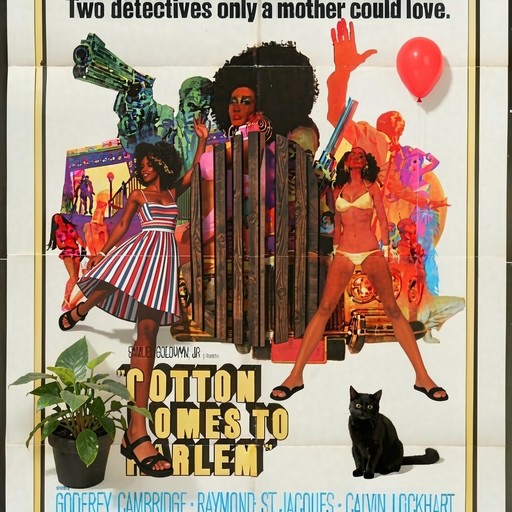 Two detectives only a mother could love.
SAMUEL GOLDWYN, JR. presents
"COTTON
COMES TO
HARLEM"
GODFREY CAMBRIDGE · RAYMOND ST. JACQUES · CALVIN LOCKHART